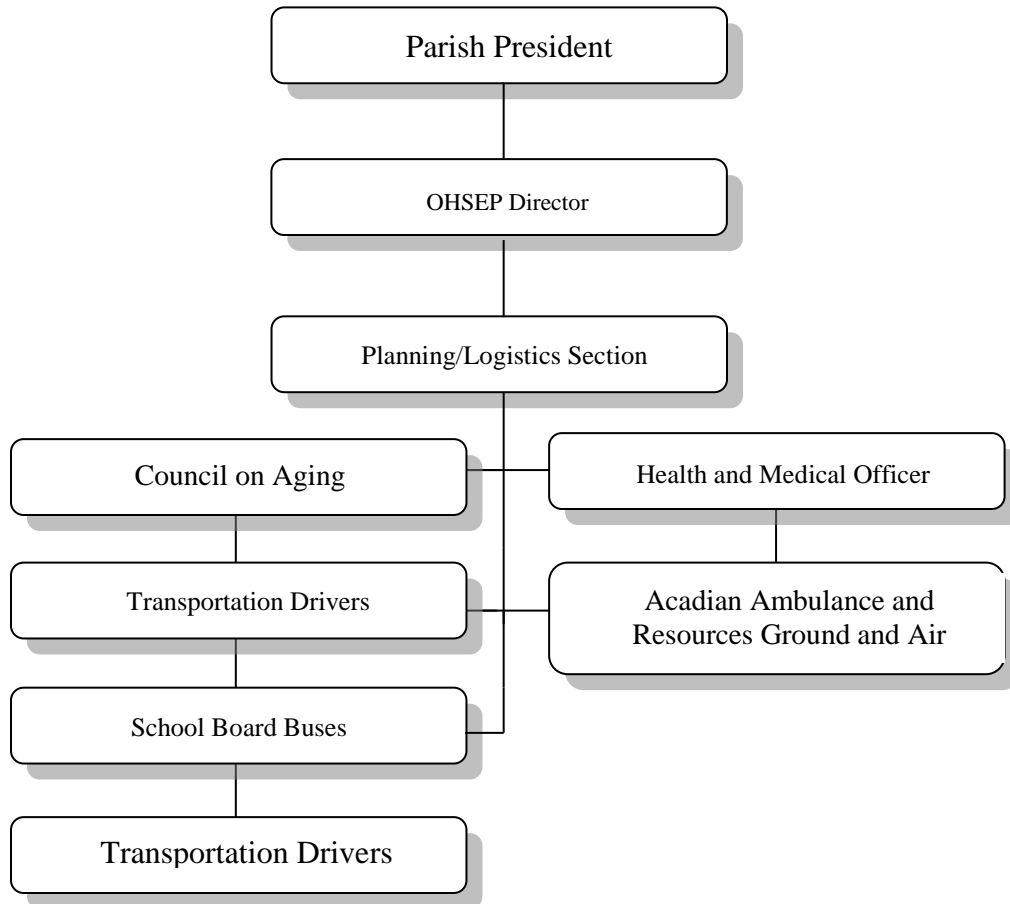 Parish President
OHSEP Director
Planning/Logistics Section
Council on Aging
Health and Medical Officer
Transportation Drivers
Acadian Ambulance and
Resources Ground and Air
School Board Buses
Transportation Drivers